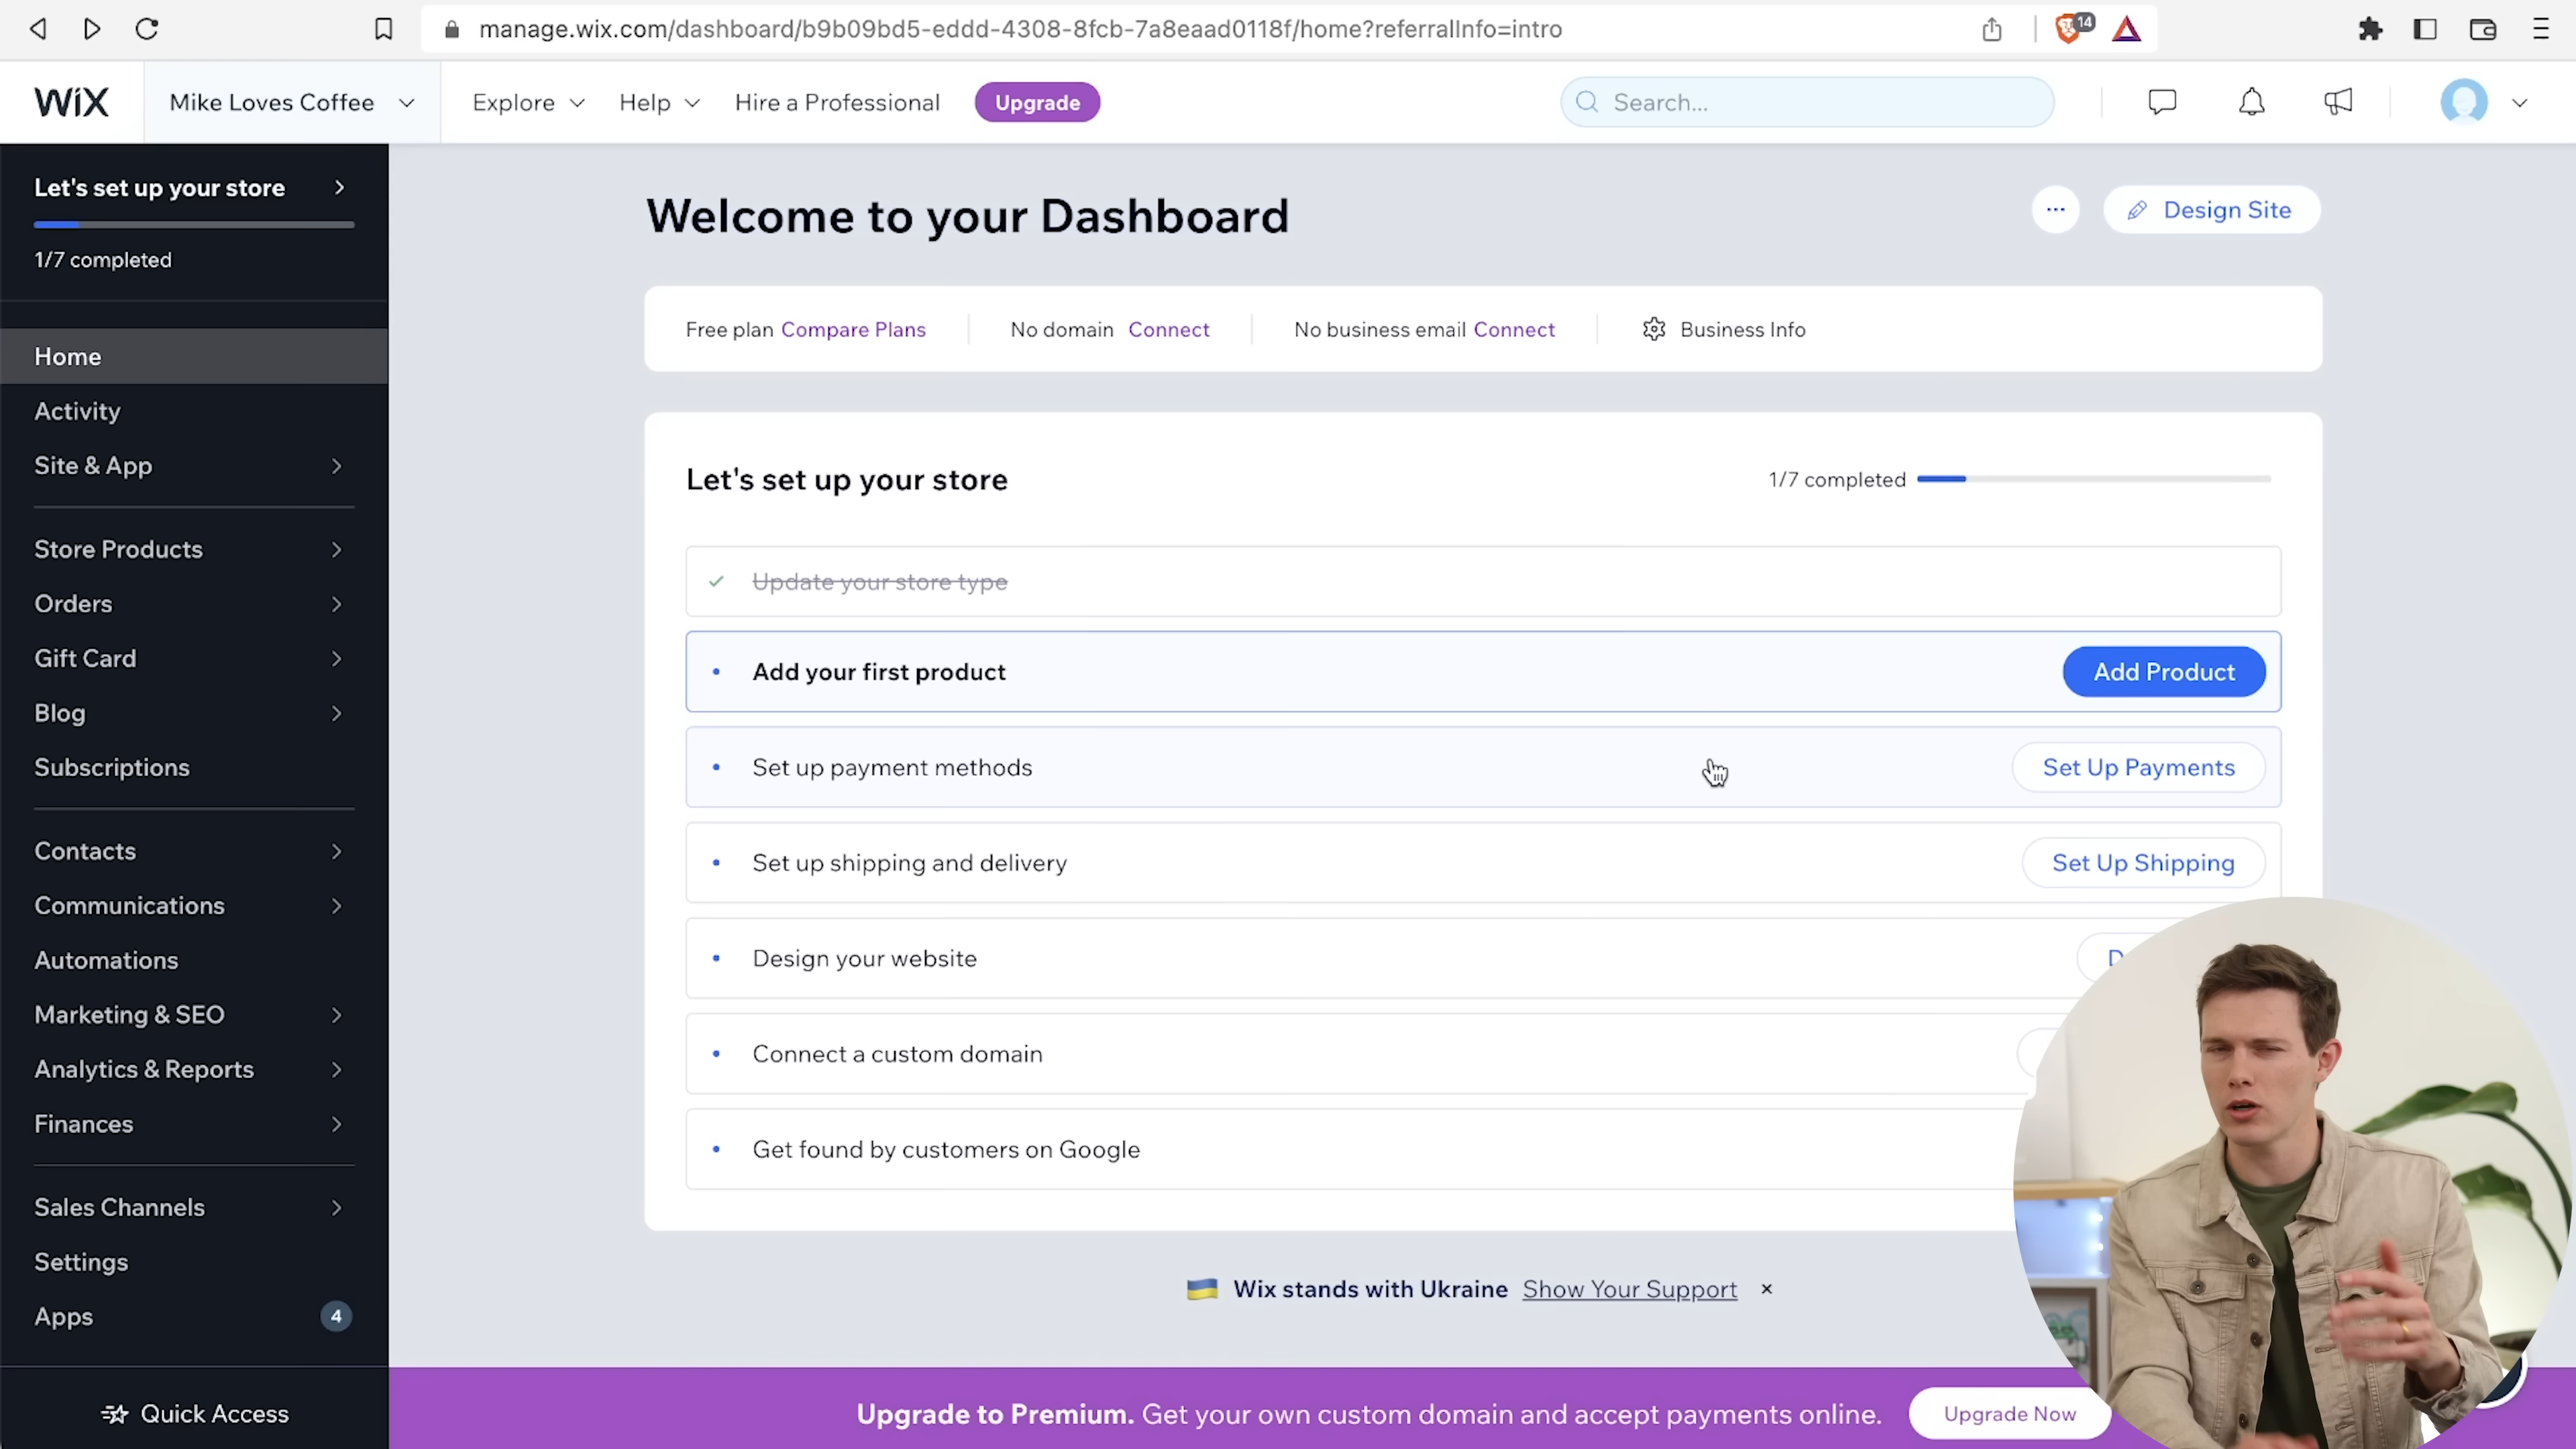 manage.wix.com/dashboard/b9b09bd5-eddd-4308-8fcb-7a8eaad0118f/home?referralInfo=intro
14
WiX
Mike Loves Coffee
Explore
Help
Hire a Professional
Upgrade
Search...
Let's set up your store
1/7 completed
Home
Activity
Site & App
Store Products
Orders
Gift Card
Blog
Subscriptions
Contacts
Communications
Automations
Marketing & SEO
Analytics & Reports
Finances
Sales Channels
Settings
Apps
4
Quick Access
Welcome to your Dashboard
Design Site
Free plan Compare Plans
No domain Connect
No business email Connect
Business Info
Let's set up your store
1/7 completed
Update your store type
Add your first product
Add Product
Set up payment methods
Set Up Payments
Set up shipping and delivery
Set Up Shipping
Design your website
Connect a custom domain
Get found by customers on Google
Wix stands with Ukraine Show Your Support
Upgrade to Premium. Get your own custom domain and accept payments online.
Upgrade Now